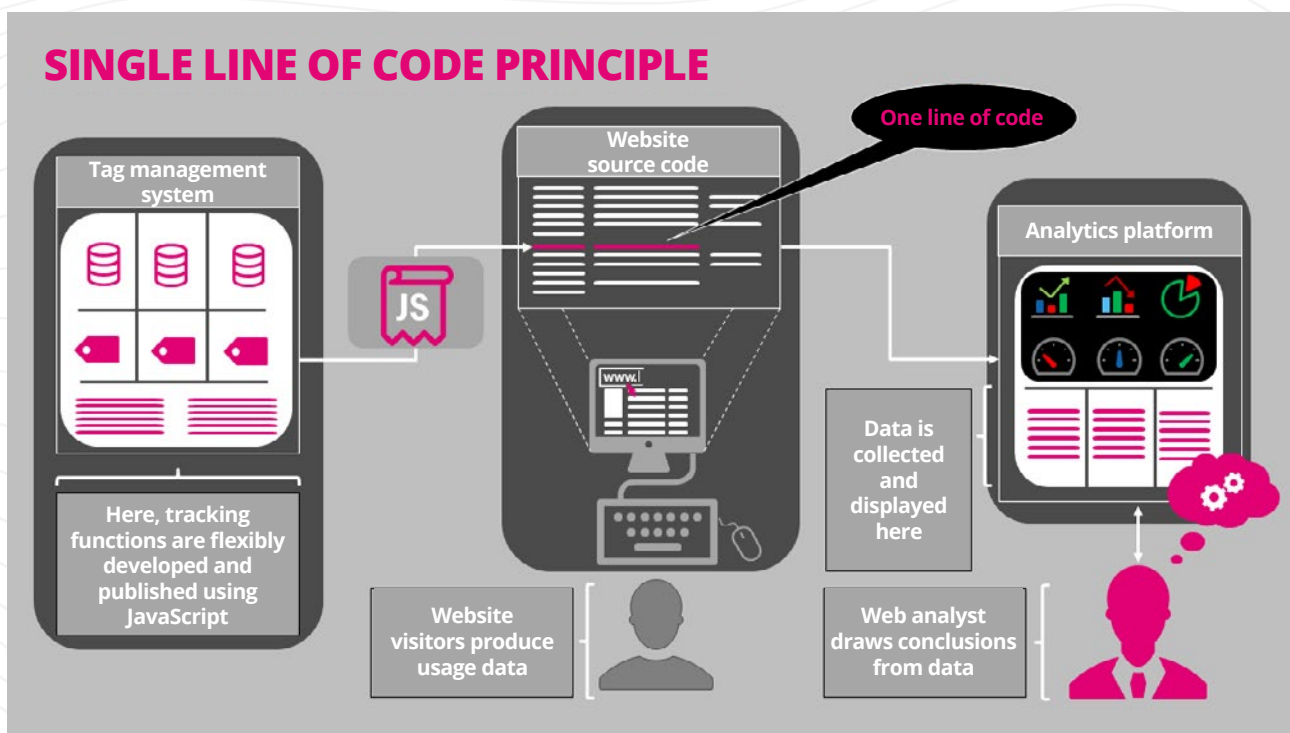 SINGLE LINE OF CODE PRINCIPLE
One line of code
Website
source code
Tag management
system
Analytics platform
JS
www.
Data is
collected
and
displayed
here
Here, tracking
functions are flexibly
developed and
published using
JavaScript
Website
visitors produce
usage data
Web analyst
draws conclusions
from data